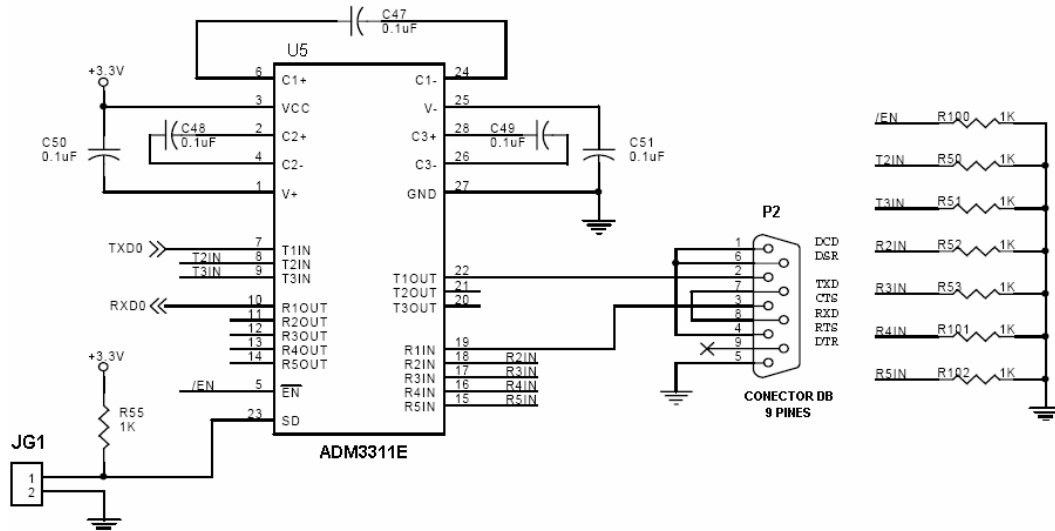 C47
0.1uF
U5
+3.3V
6 C1+ C1- 24
3 VCC V- 25
2 C2+ C3+ 28
4 C2- C3- 26
1 V+ GND 27
C50
0.1uF
C48
0.1uF
C49
0.1uF
C51
0.1uF
TXD0 7 T1IN
T2IN 8 T2IN
T3IN 9 T3IN
T1OUT 22
T2OUT 21
T3OUT 20
RXD0 10 R1OUT
11 R2OUT
12 R3OUT
13 R4OUT
14 R5OUT
R1IN 19
R2IN 18 R2IN
R3IN 17 R3IN
R4IN 16 R4IN
R5IN 15 R5IN
/EN 5 EN
23 SD
+3.3V
R55
1K
JG1
1
2
ADM3311E
P2
1 DCD
6 DSR
2
7 TXD
3 CTS
8 RXD
4 RTS
9 DTR
5
CONECTOR DB
9 PINES
/EN R100 1K
T2IN R50 1K
T3IN R51 1K
R2IN R52 1K
R3IN R53 1K
R4IN R101 1K
R5IN R102 1K